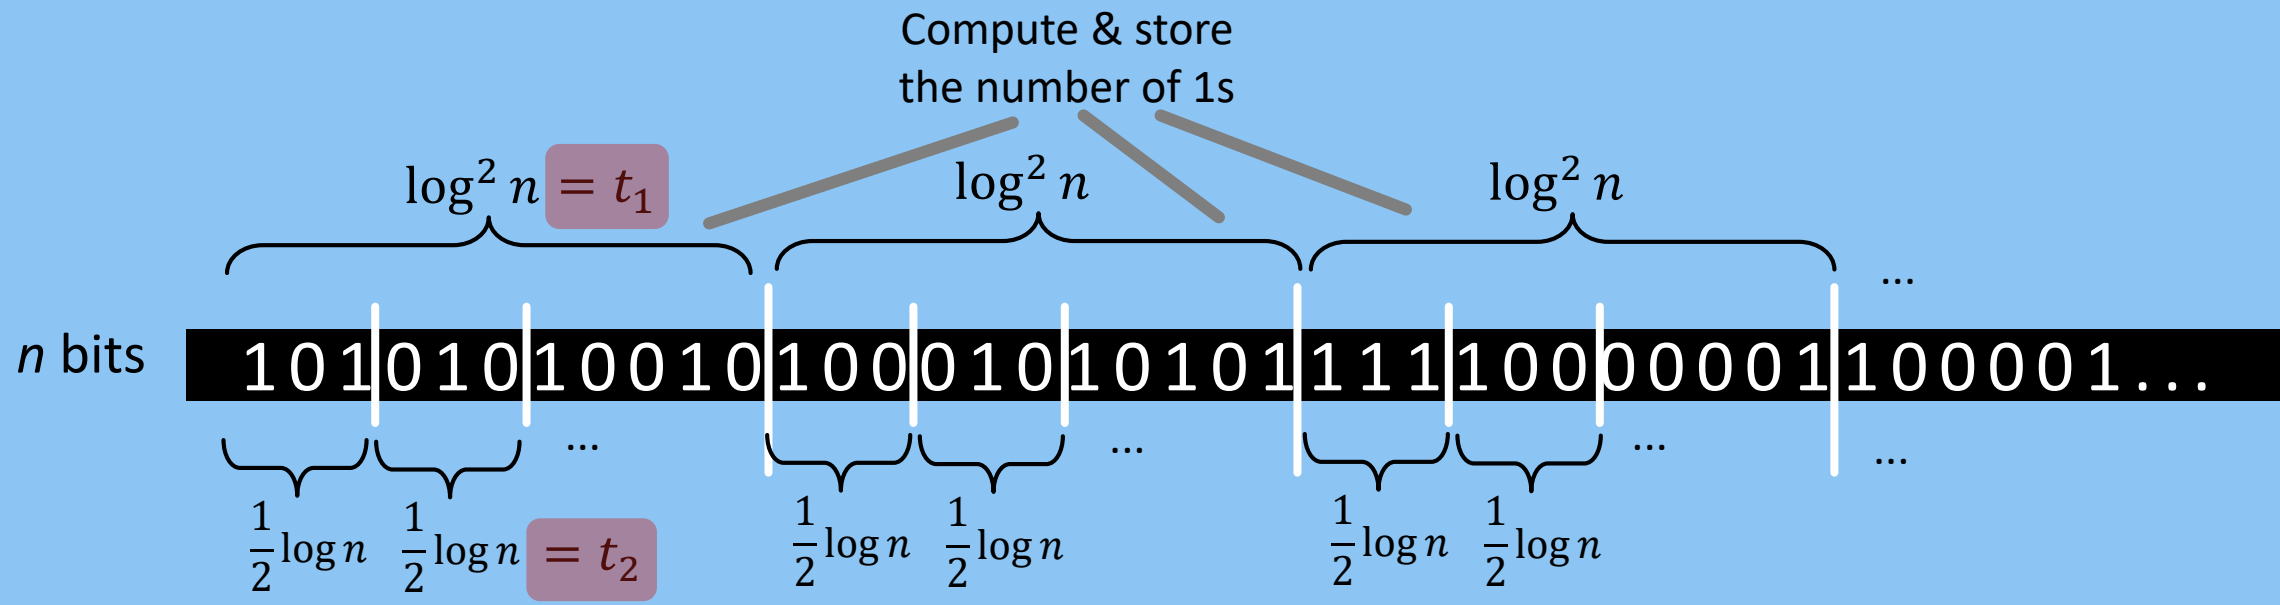 Compute & store
the number of 1s
log² n = t₁ log² n log² n
...
n bits 1 0 1 0 1 0 1 0 0 1 0 1 0 0 0 1 0 1 0 1 0 1 1 1 1 1 0 0 0 0 0 0 1 1 0 0 0 0 1 . . .
... ... ... ...
1/2 log n 1/2 log n = t₂ 1/2 log n 1/2 log n 1/2 log n 1/2 log n